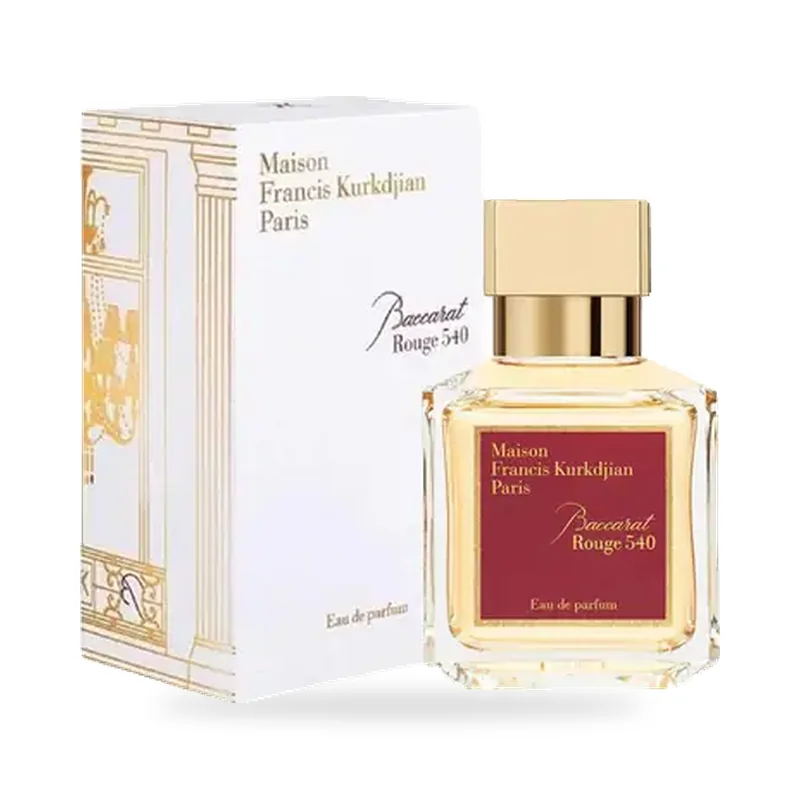 Maison
Francis Kurkdjian
Paris
Baccarat
Rouge 540
Eau de parfum
Maison
Francis Kurkdjian
Paris
Baccarat
Rouge 540
Eau de parfum